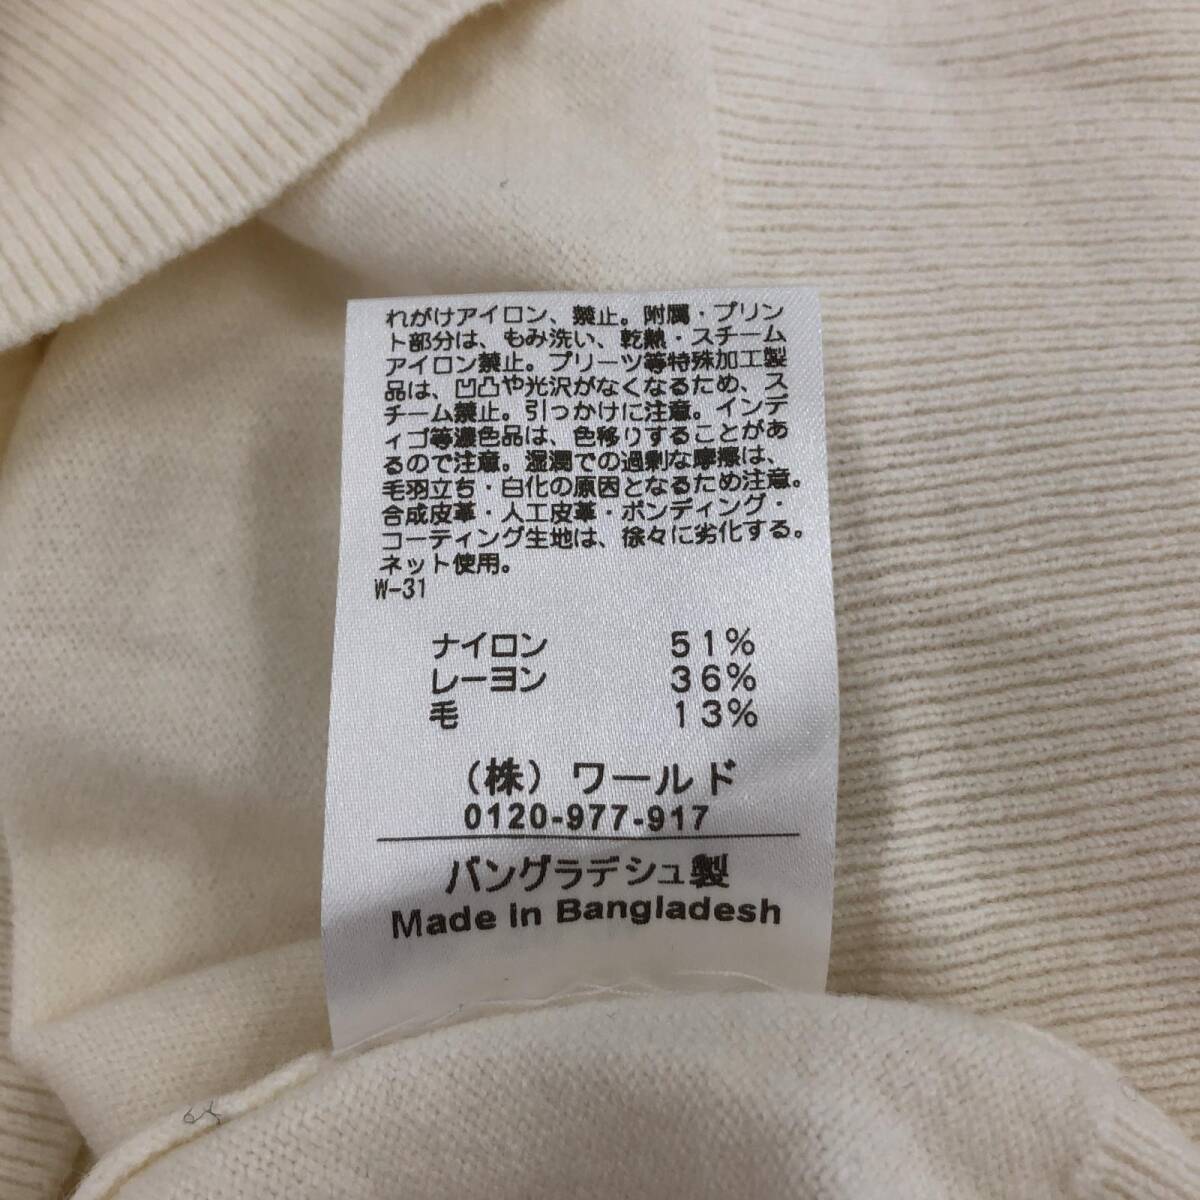 れがけアイロン、禁止。附属・プリン
ト部分は、もみ洗い、乾熱・スチーム
アイロン禁止。プリーツ等特殊加工製
品は、凹凸や光沢がなくなるため、ス
チーム禁止。引っかけに注意。インデ
ィゴ等濃色品は、色移りすることがあ
るので注意。湿潤での過剰な摩擦は、
毛羽立ち・白化の原因となるため注意。
合成皮革・人工皮革・ボンディング・
コーティング生地は、徐々に劣化する。
ネット使用。
W-31
ナイロン 51%
レーヨン 36%
毛 13%
(株) ワールド
0120-977-917
バングラデシュ製
Made in Bangladesh